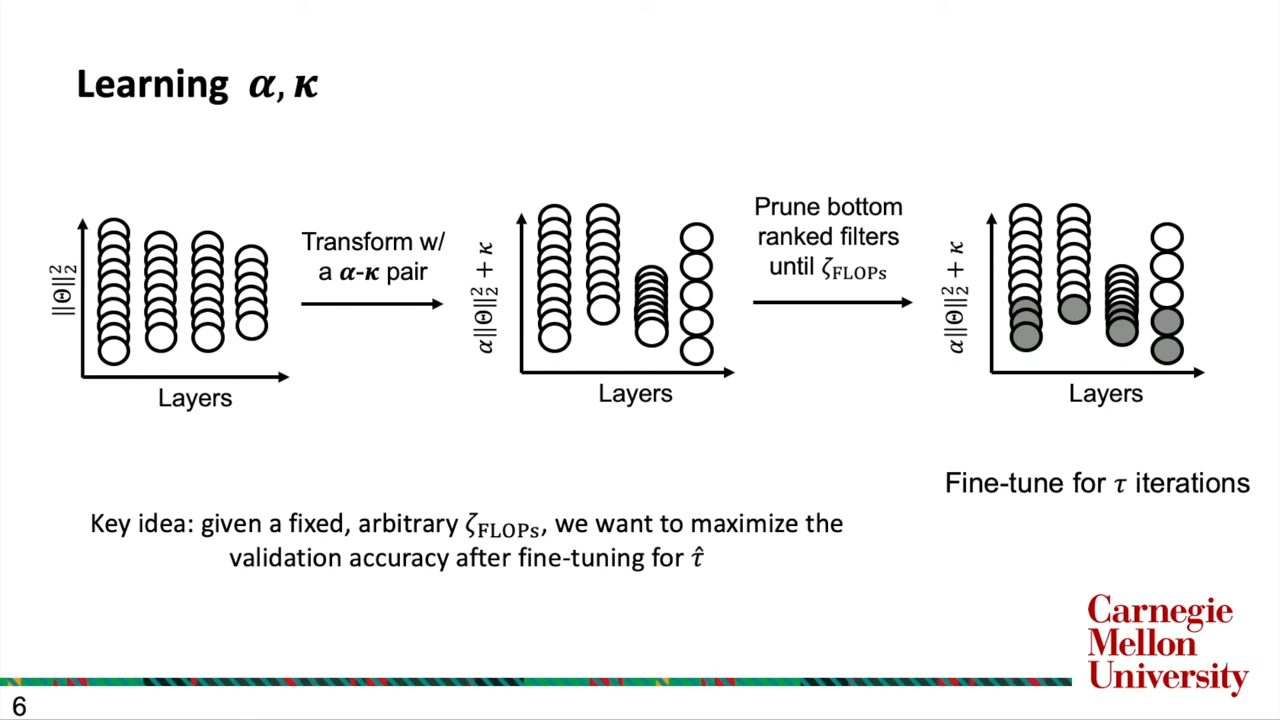 Learning α, κ
‖Θ‖₂²
Layers
Transform w/
a α-κ pair
α‖Θ‖₂² + κ
Layers
Prune bottom
ranked filters
until ζ_FLOPs
α‖Θ‖₂² + κ
Layers
Fine-tune for τ iterations
Key idea: given a fixed, arbitrary ζ_FLOPs, we want to maximize the
validation accuracy after fine-tuning for τ̂
Carnegie
Mellon
University
6